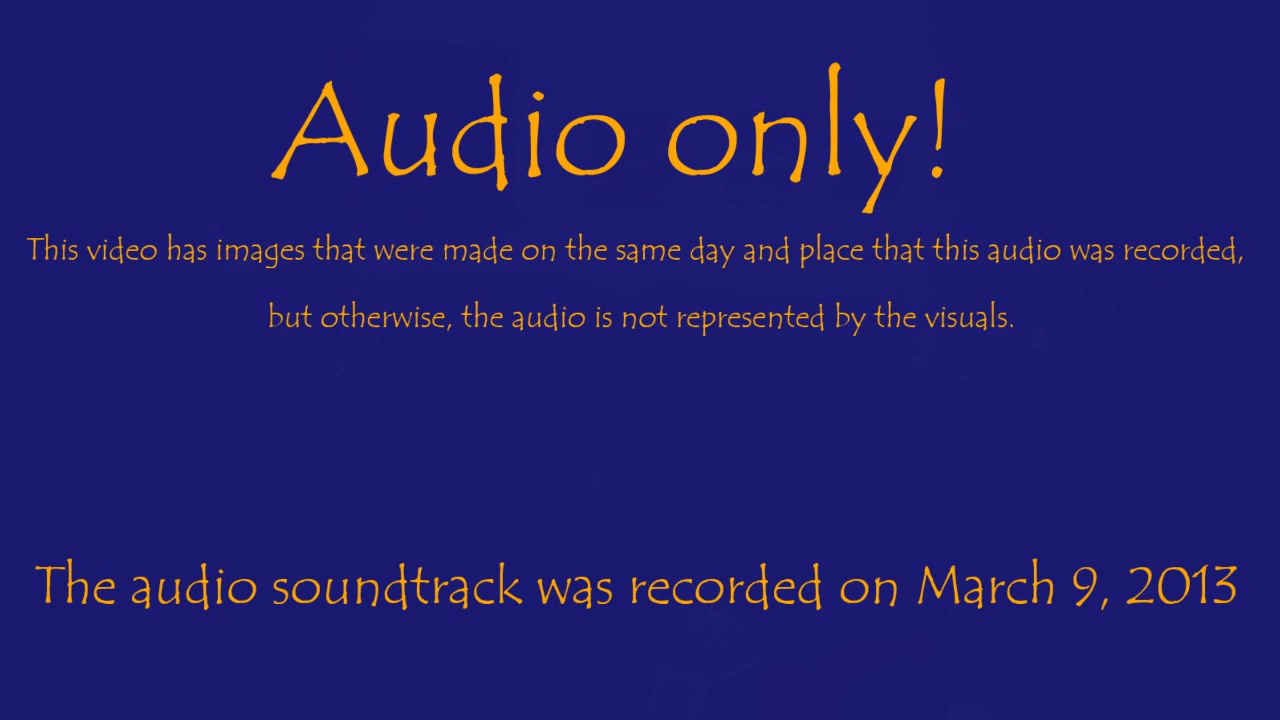 Audio only!
This video has images that were made on the same day and place that this audio was recorded,
but otherwise, the audio is not represented by the visuals.
The audio soundtrack was recorded on March 9, 2013